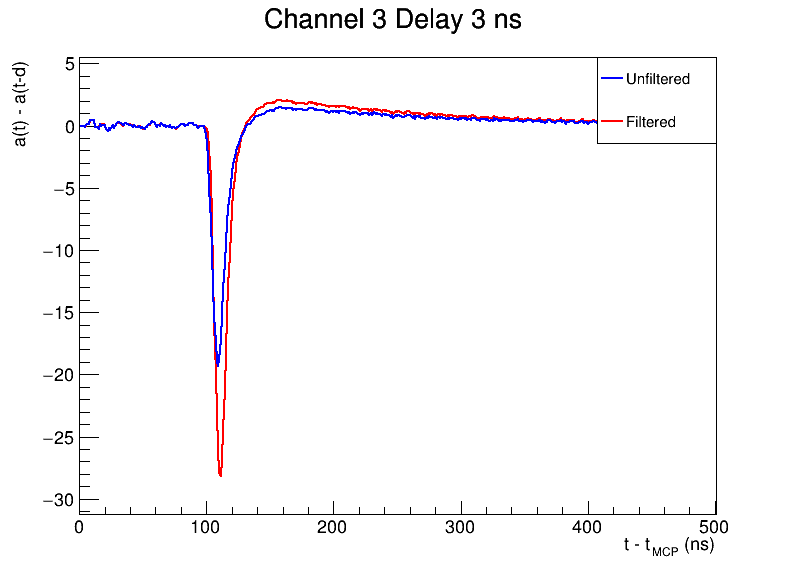 Channel 3 Delay 3 ns
a(t) - a(t-d)
5
0
−5
−10
−15
−20
−25
−30
Unfiltered
Filtered
0 100 200 300 400 500
t - tMCP (ns)